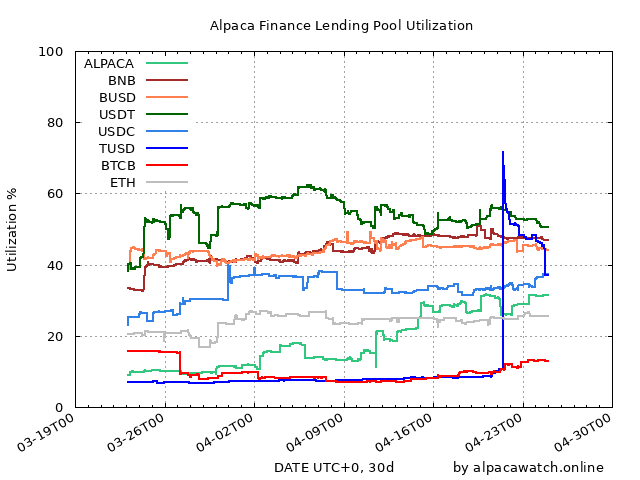 Alpaca Finance Lending Pool Utilization
100
80
60
40
20
0
Utilization %
ALPACA
BNB
BUSD
USDT
USDC
TUSD
BTCB
ETH
03-19T00
03-26T00
04-02T00
04-09T00
04-16T00
04-23T00
04-30T00
DATE UTC+0, 30d
by alpacawatch.online